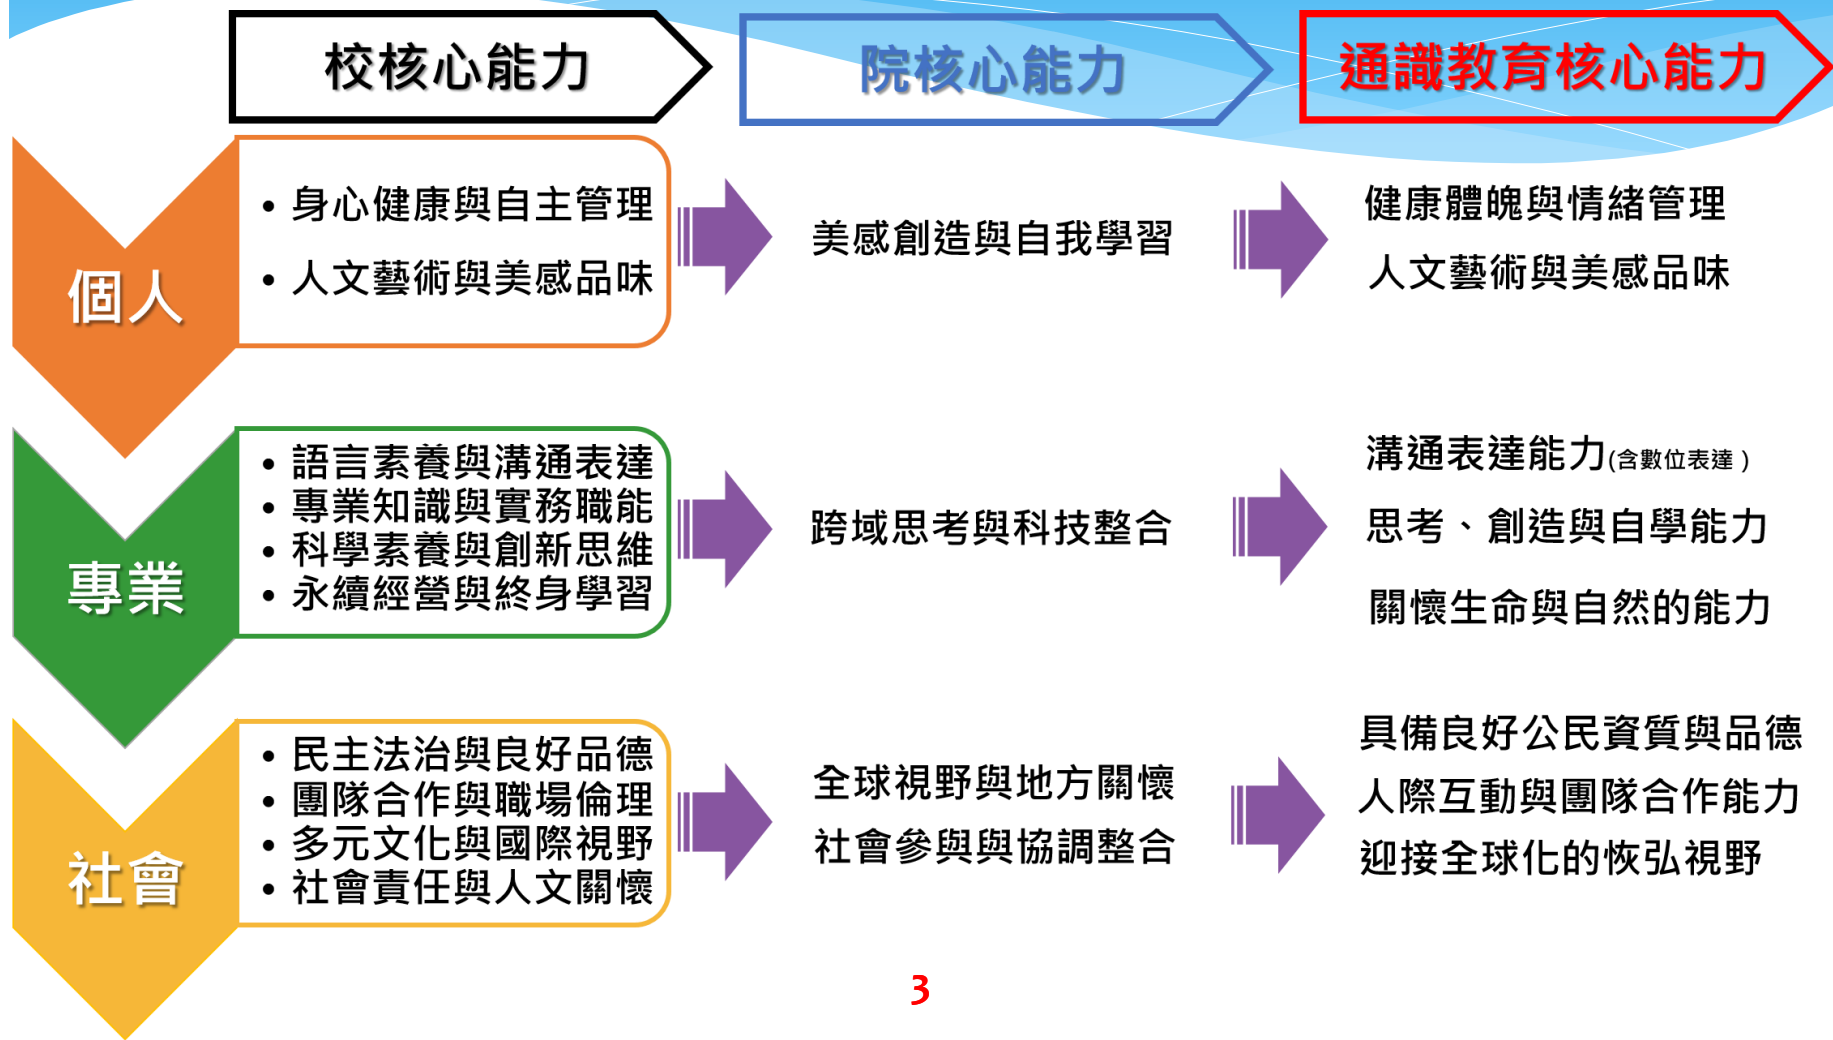 校核心能力
院核心能力
通識教育核心能力
個人
• 身心健康與自主管理
• 人文藝術與美感品味
美感創造與自我學習
健康體魄與情緒管理
人文藝術與美感品味
專業
• 語言素養與溝通表達
• 專業知識與實務職能
• 科學素養與創新思維
• 永續經營與終身學習
跨域思考與科技整合
溝通表達能力(含數位表達)
思考、創造與自學能力
關懷生命與自然的能力
社會
• 民主法治與良好品德
• 團隊合作與職場倫理
• 多元文化與國際視野
• 社會責任與人文關懷
全球視野與地方關懷
社會參與與協調整合
具備良好公民資質與品德
人際互動與團隊合作能力
迎接全球化的恢弘視野
3